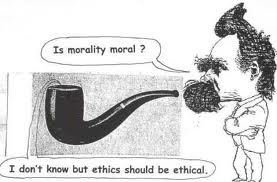 Is morality moral ?
I don't know but ethics should be ethical.